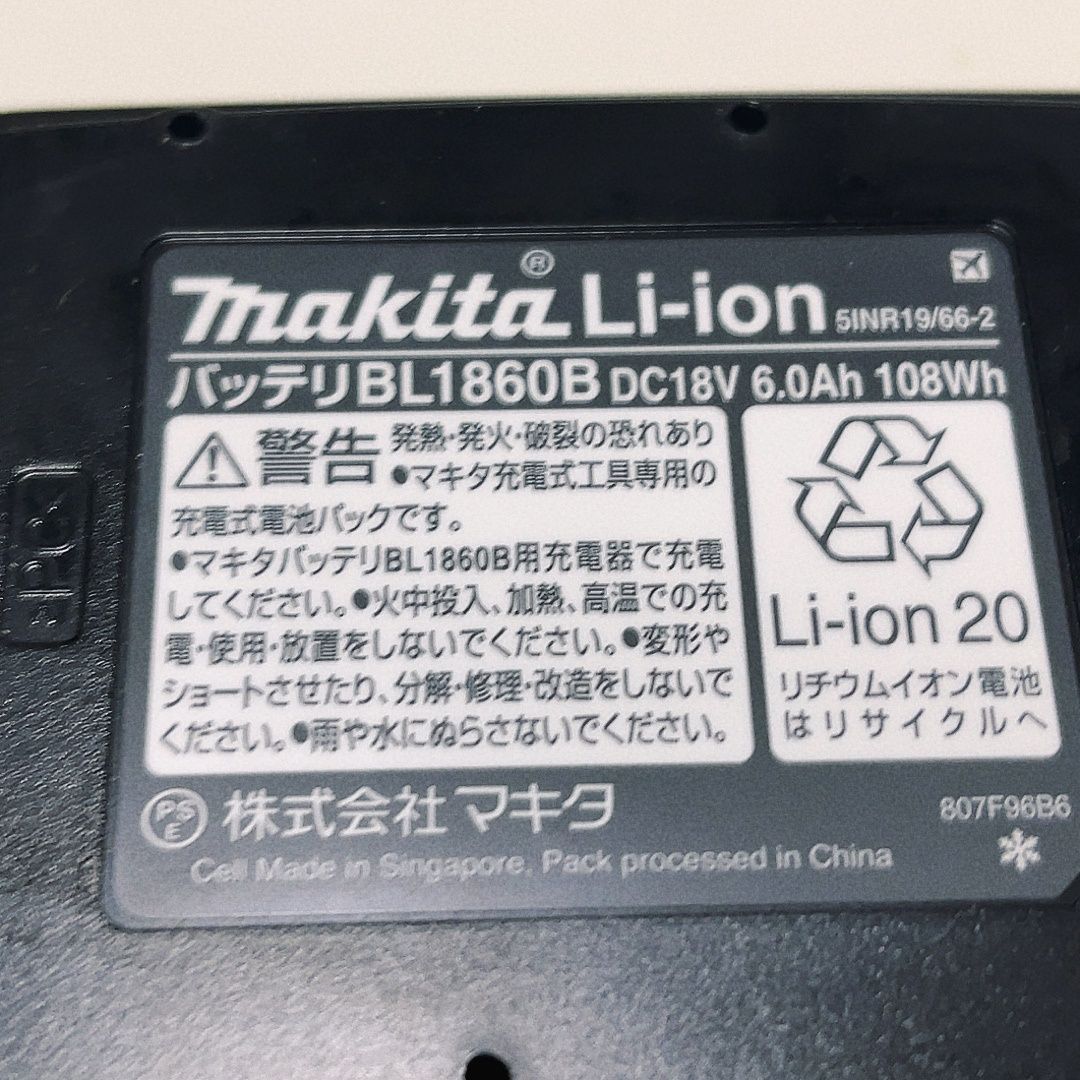 makita® Li-ion 5INR19/66-2
バッテリBL1860B DC18V 6.0Ah 108Wh
警告 発熱・発火・破裂の恐れあり
●マキタ充電式工具専用の
充電式電池パックです。
●マキタバッテリBL1860B用充電器で充電
してください。●火中投入、加熱、高温での充
電・使用・放置をしないでください。●変形や
ショートさせたり、分解・修理・改造をしないで
ください。●雨や水にぬらさないでください。
Li-ion 20
リチウムイオン電池
はリサイクルへ
PSE 株式会社マキタ
807F96B6
Cell Made in Singapore, Pack processed in China